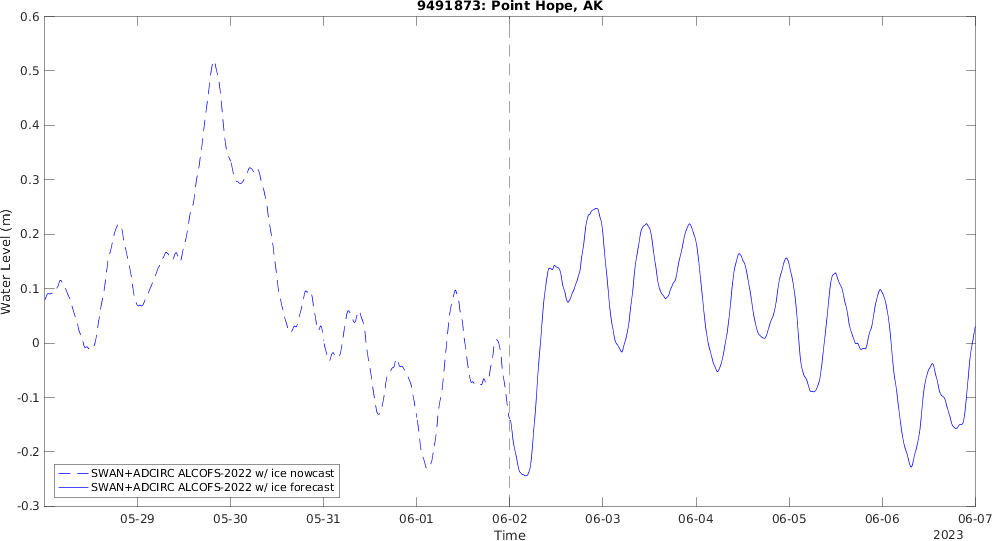 9491873: Point Hope, AK
0.6
0.5
0.4
0.3
0.2
0.1
0
-0.1
-0.2
-0.3
Water Level (m)
SWAN+ADCIRC ALCOFS-2022 w/ ice nowcast
SWAN+ADCIRC ALCOFS-2022 w/ ice forecast
05-29 05-30 05-31 06-01 06-02 06-03 06-04 06-05 06-06 06-07
Time
2023